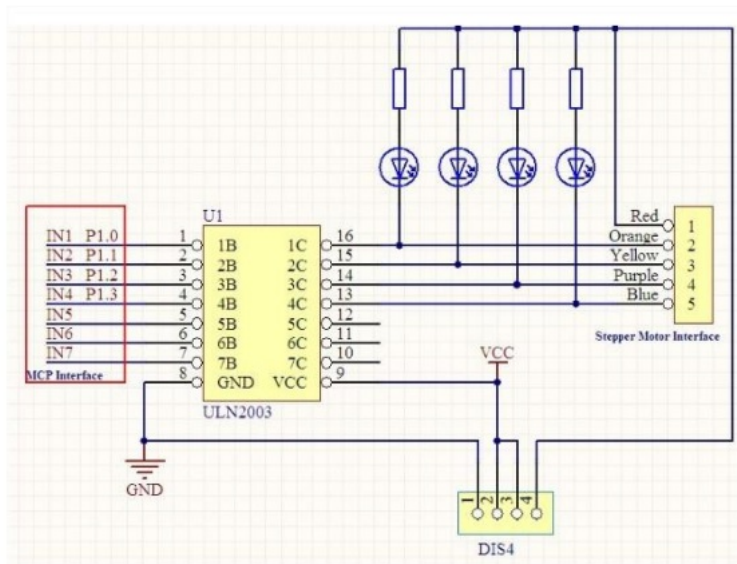 U1
IN1 P1.0 1 1B 1C 16
IN2 P1.1 2 2B 2C 15
IN3 P1.2 3 3B 3C 14
IN4 P1.3 4 4B 4C 13
IN5 5 5B 5C 12
IN6 6 6B 6C 11
IN7 7 7B 7C 10
MCP Interface
8 GND VCC 9
ULN2003
Red 1
Orange 2
Yellow 3
Purple 4
Blue 5
Stepper Motor Interface
VCC
GND
1 2 3 4
DIS4